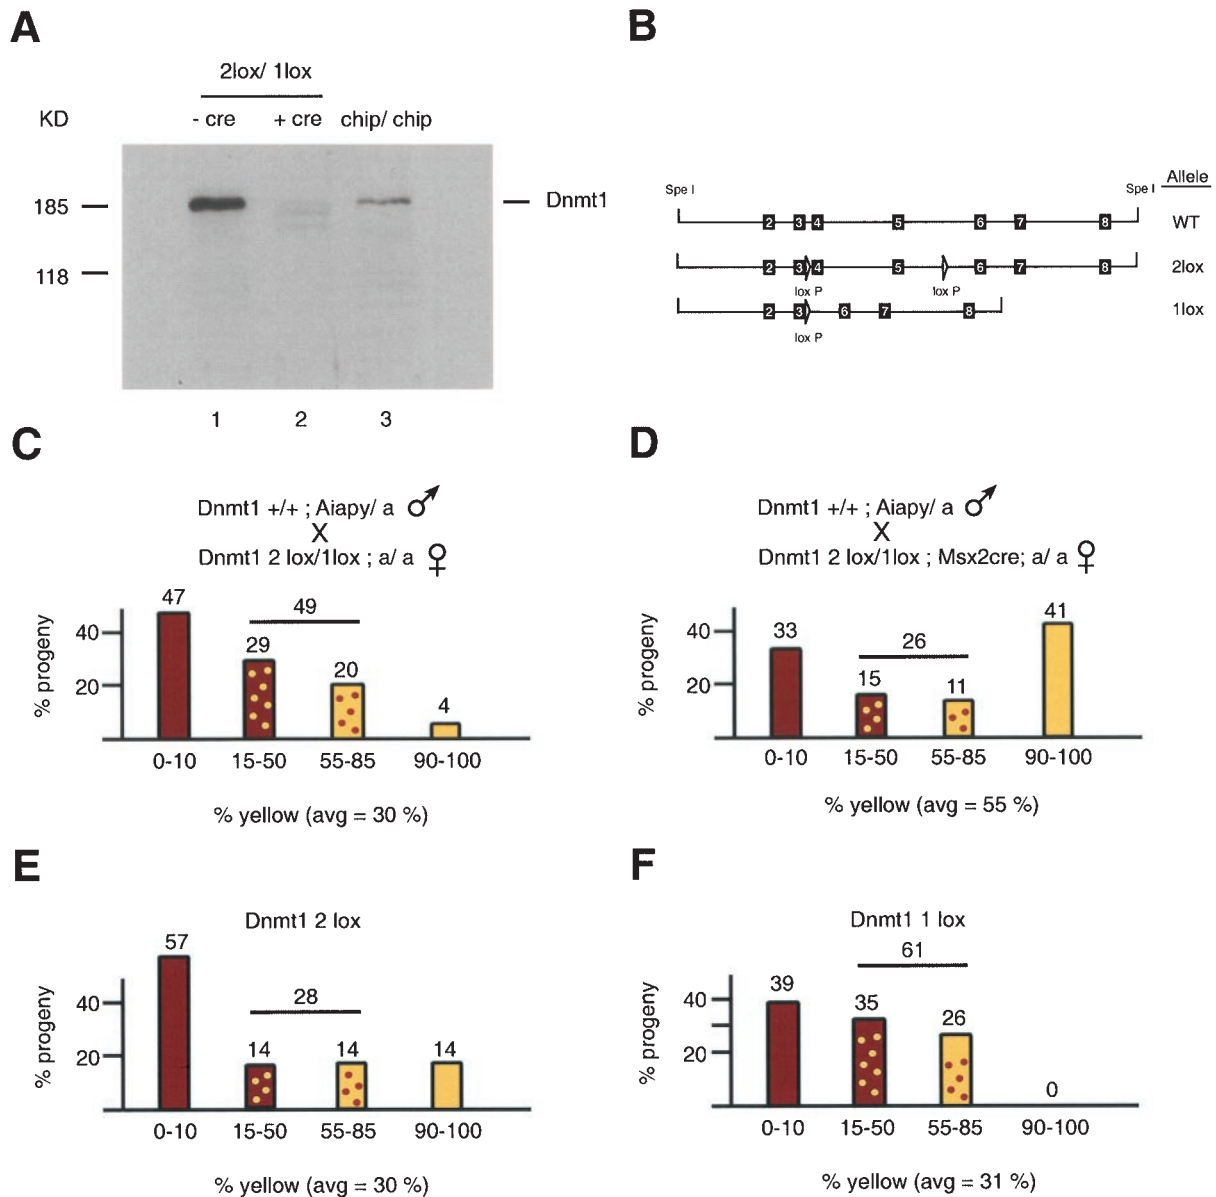 A
2lox/ 1lox
KD
- cre
+ cre
chip/ chip
185
Dnmt1
118
1
2
3
B
Allele
Spe I
Spe I
2
3
4
5
6
7
8
WT
2
3
4
5
6
7
8
2lox
lox P
lox P
2
3
6
7
8
1lox
lox P
C
Dnmt1 +/+ ; Aiapy/ a ♂
X
Dnmt1 2 lox/1lox ; a/ a ♀
% progeny
40
20
47
49
29
20
4
0-10
15-50
55-85
90-100
% yellow (avg = 30 %)
D
Dnmt1 +/+ ; Aiapy/ a ♂
X
Dnmt1 2 lox/1lox ; Msx2cre; a/ a ♀
% progeny
40
20
33
26
15
11
41
0-10
15-50
55-85
90-100
% yellow (avg = 55 %)
E
Dnmt1 2 lox
% progeny
40
20
57
28
14
14
14
0-10
15-50
55-85
90-100
% yellow (avg = 30 %)
F
Dnmt1 1 lox
% progeny
40
20
39
61
35
26
0
0-10
15-50
55-85
90-100
% yellow (avg = 31 %)